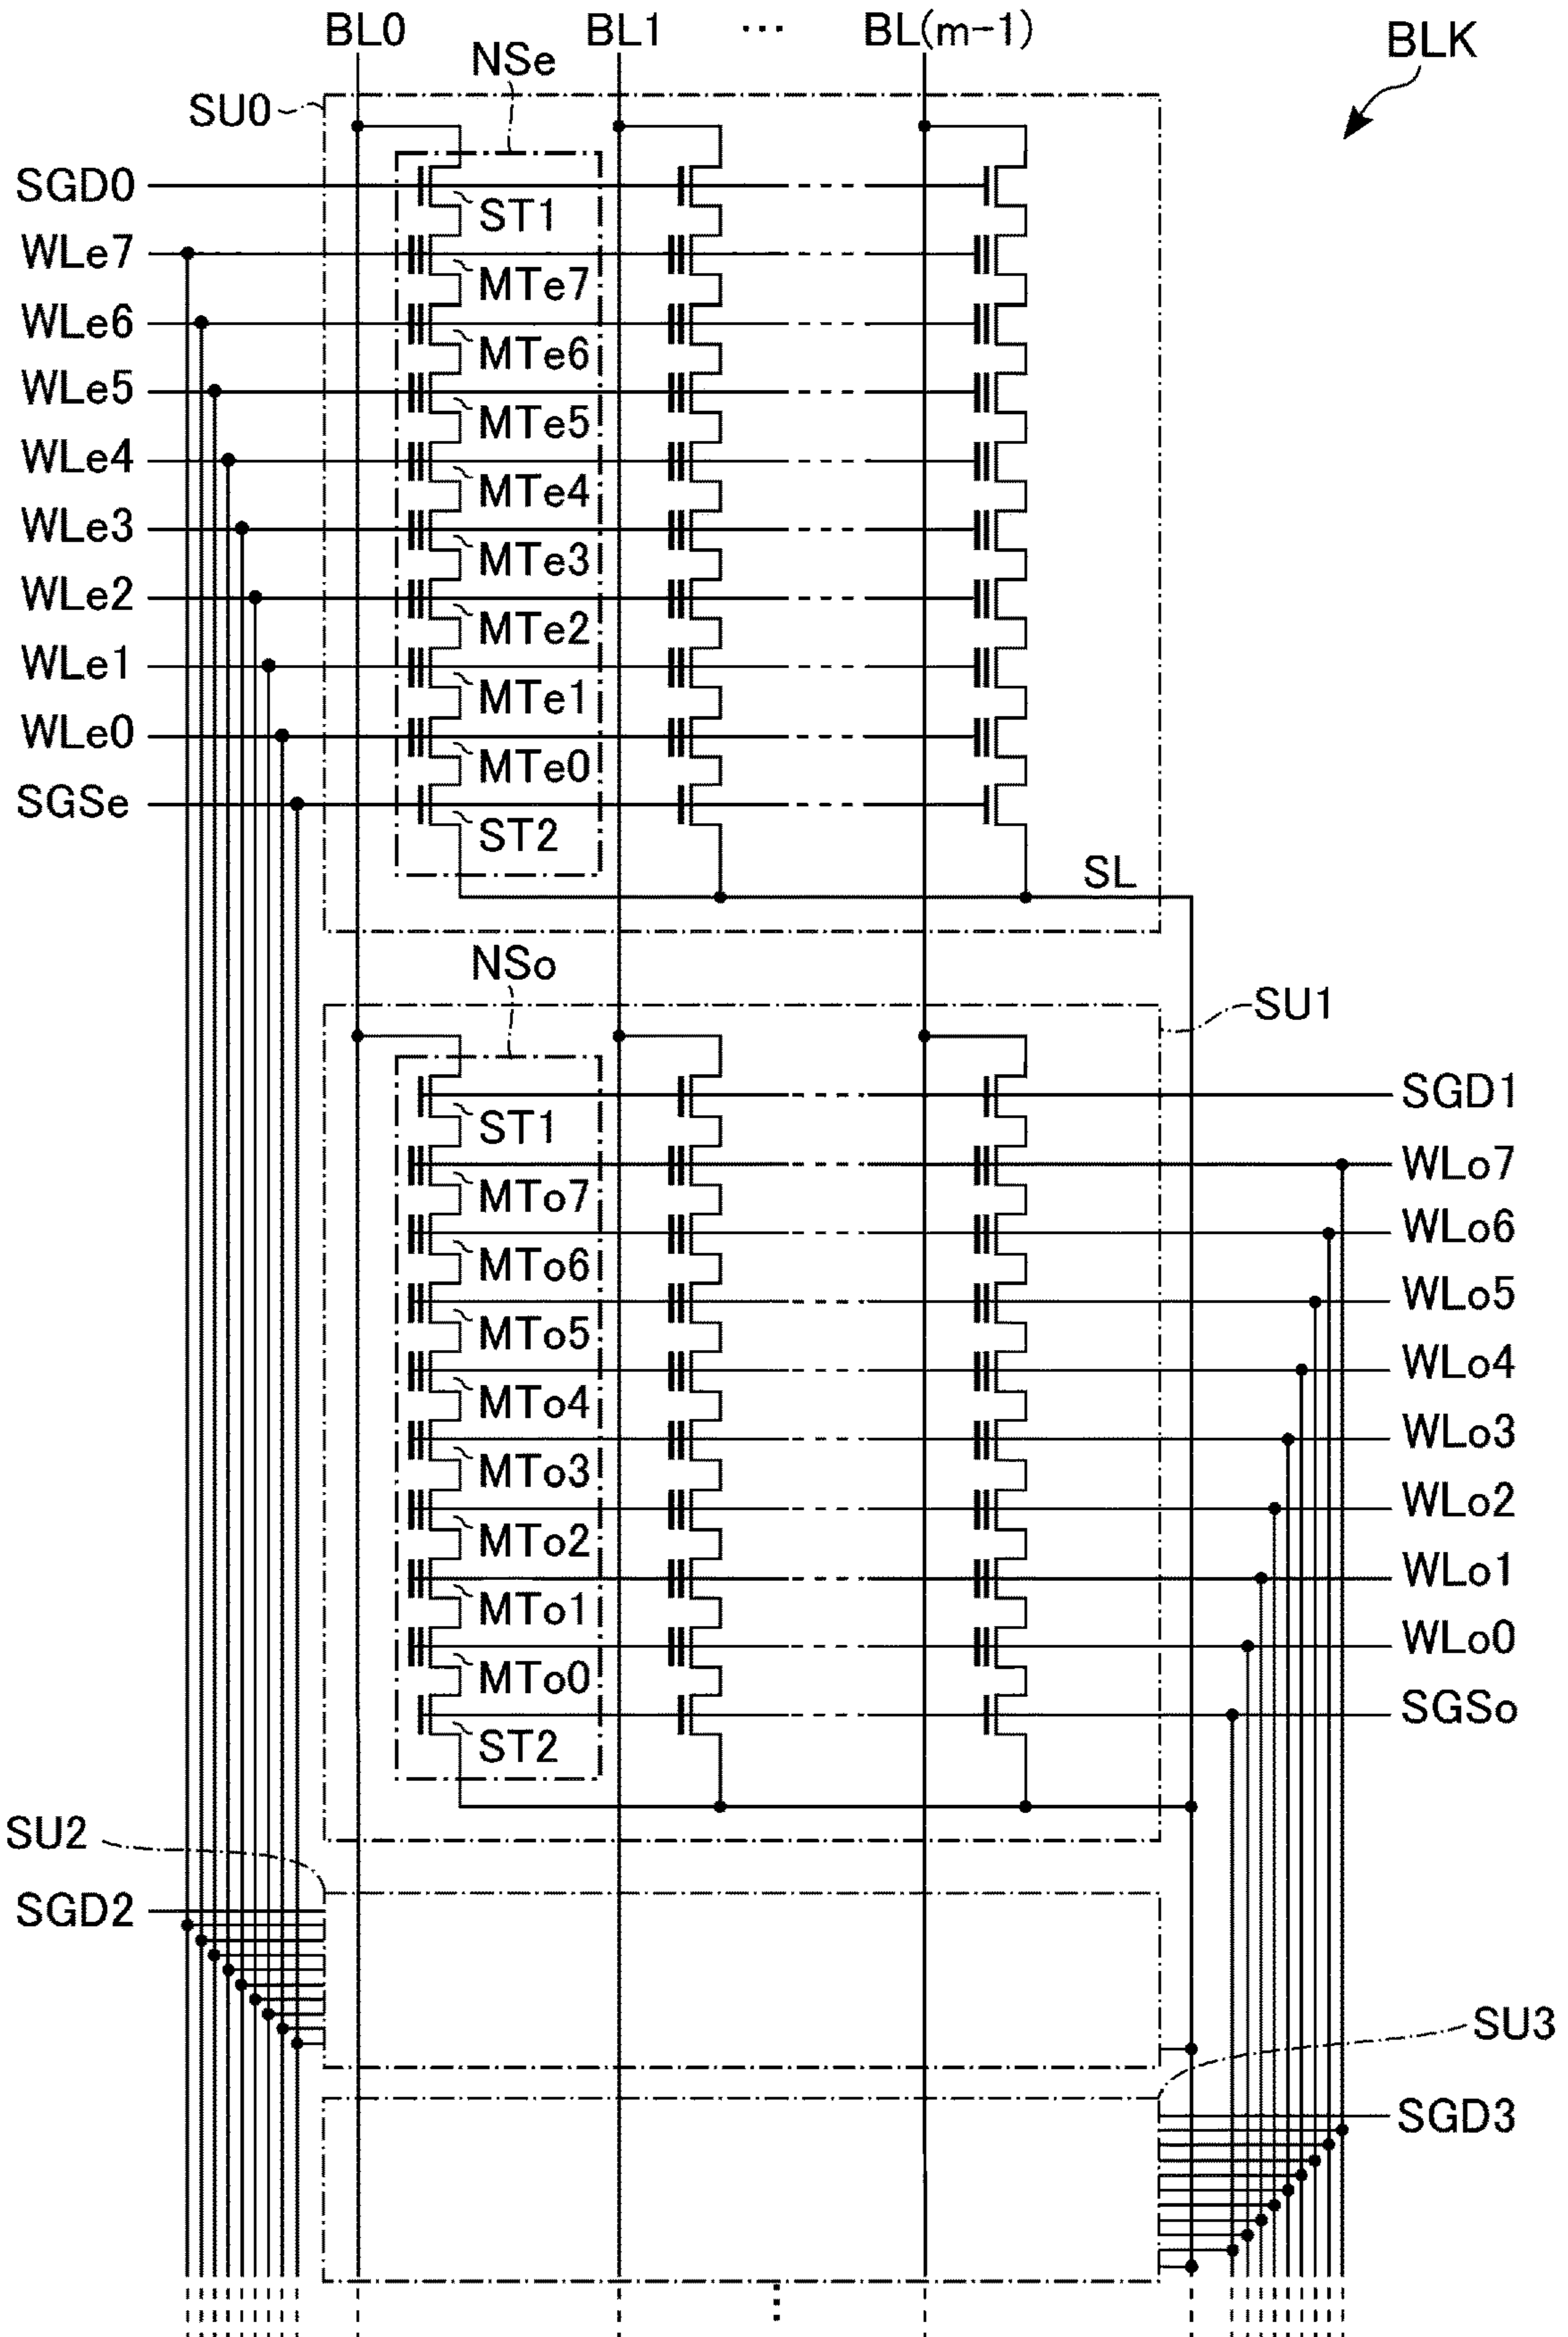 BL0 BL1 ... BL(m-1)
BLK
NSe
SU0
SGD0
ST1
WLe7
MTe7
WLe6
MTe6
WLe5
MTe5
WLe4
MTe4
WLe3
MTe3
WLe2
MTe2
WLe1
MTe1
WLe0
MTe0
SGSe
ST2
SL
NSo
SU1
SGD1
ST1
WLo7
MTo7
WLo6
MTo6
WLo5
MTo5
WLo4
MTo4
WLo3
MTo3
WLo2
MTo2
WLo1
MTo1
WLo0
MTo0
SGSo
ST2
SU2
SGD2
SU3
SGD3